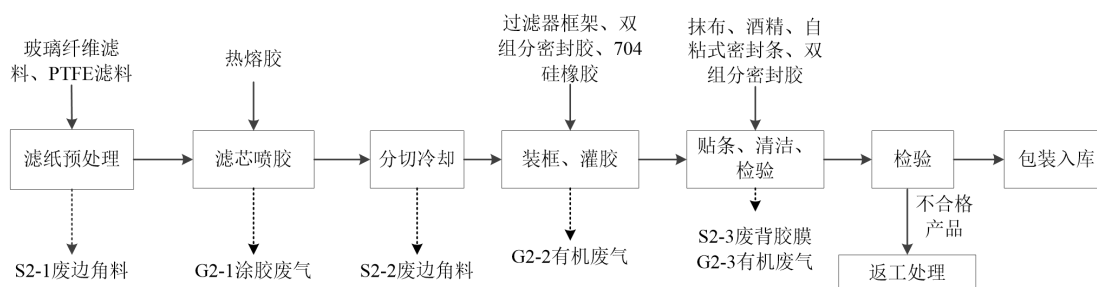 玻璃纤维滤
料、PTFE滤料
热熔胶
过滤器框架、双
组分密封胶、704
硅橡胶
抹布、酒精、自
粘式密封条、双
组分密封胶
滤纸预处理
滤芯喷胶
分切冷却
装框、灌胶
贴条、清洁、
检验
检验
包装入库
S2-1废边角料
G2-1涂胶废气
S2-2废边角料
G2-2有机废气
S2-3废背胶膜
G2-3有机废气
不合格
产品
返工处理